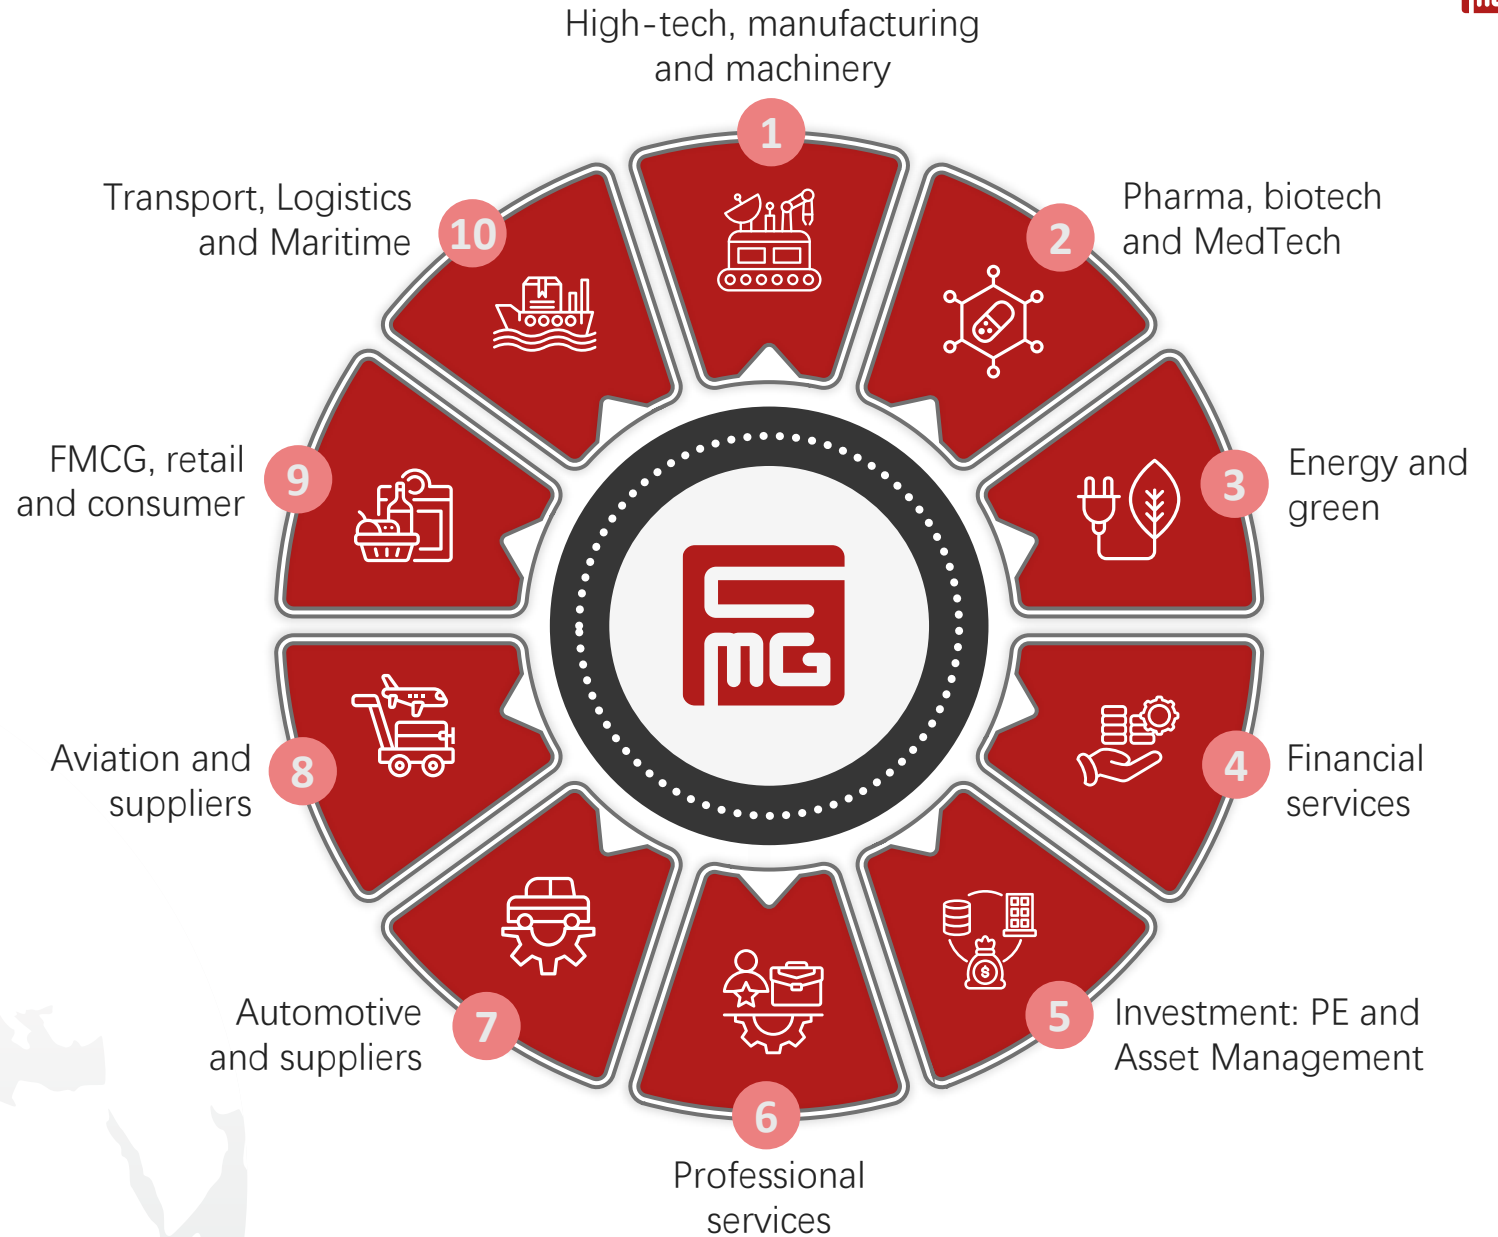 High-tech, manufacturing
and machinery
1
Pharma, biotech
and MedTech
2
Energy and
green
3
Financial
services
4
Investment: PE and
Asset Management
5
Professional
services
6
Automotive
and suppliers
7
Aviation and
suppliers
8
FMCG, retail
and consumer
9
Transport, Logistics
and Maritime
10
CMG
$